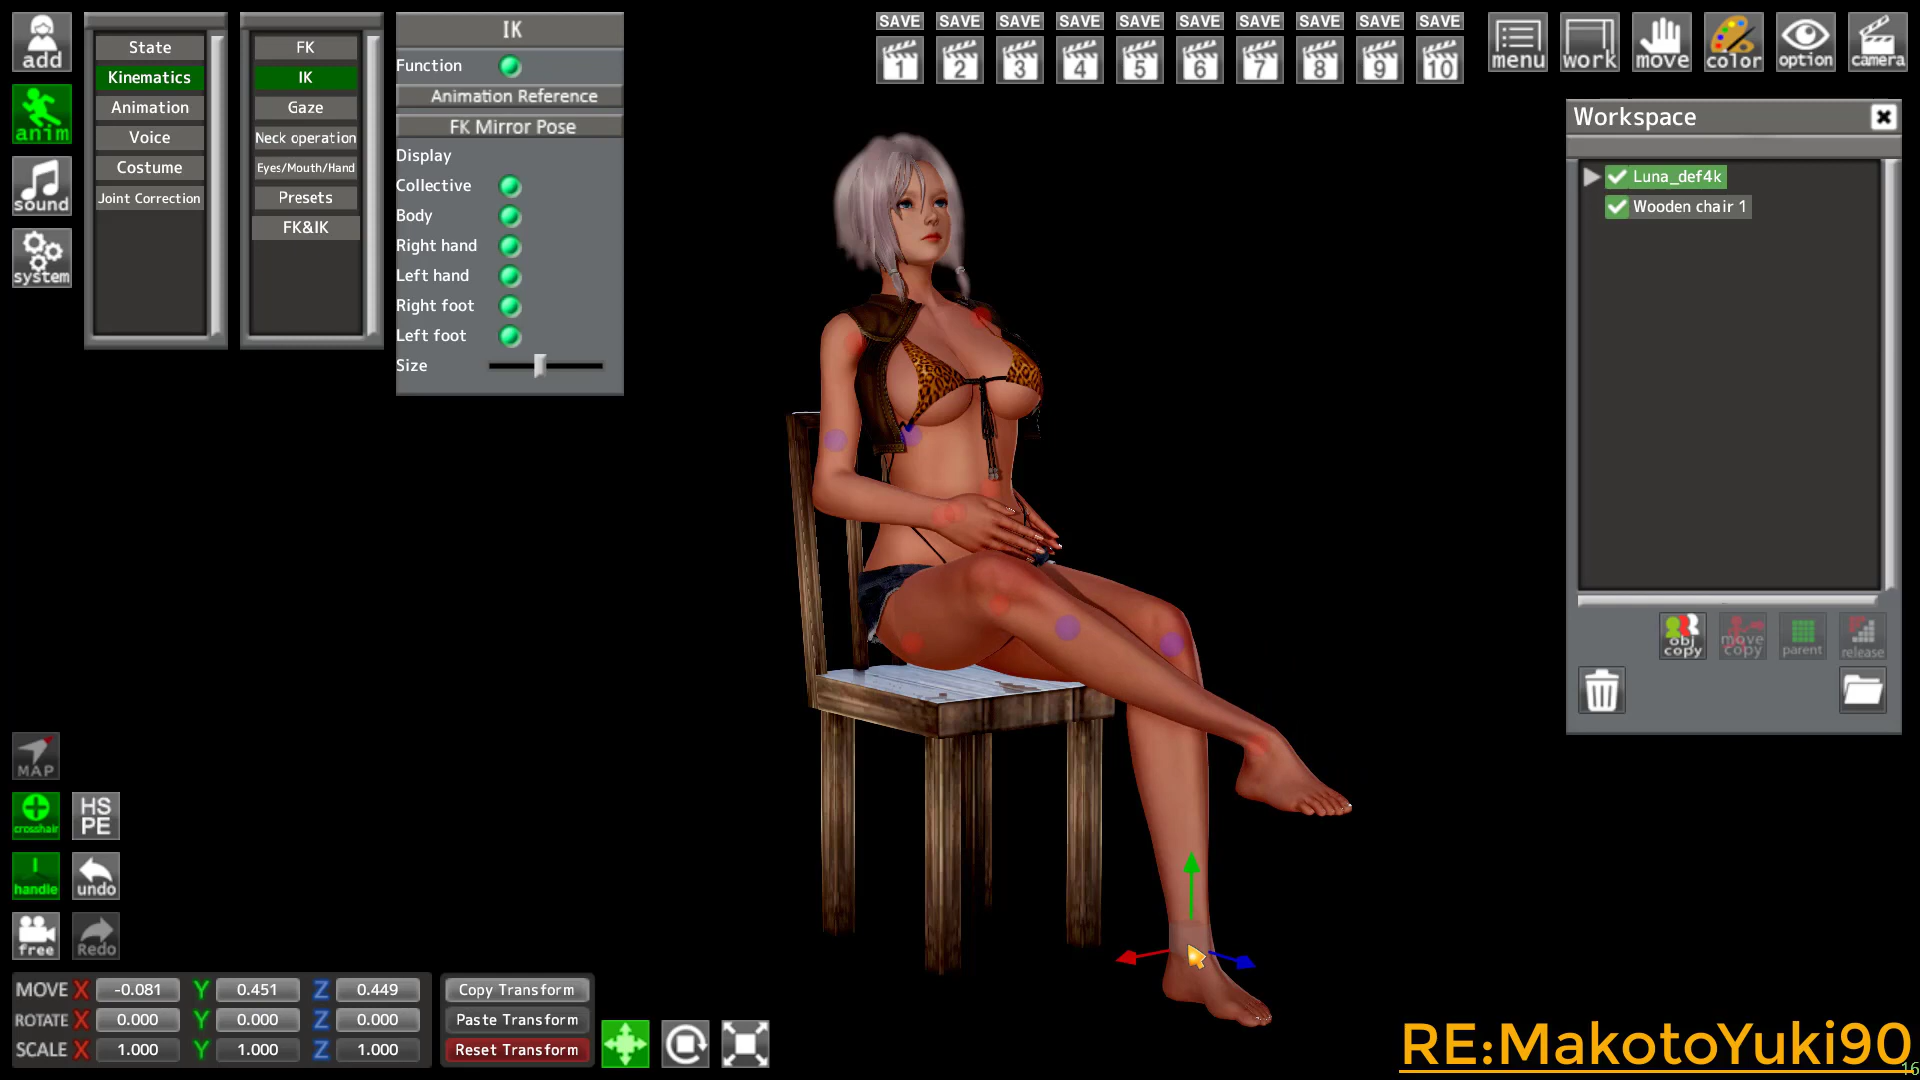 add
anim
sound
system
State
Kinematics
Animation
Voice
Costume
Joint Correction
FK
IK
Gaze
Neck operation
Eyes/Mouth/Hand
Presets
FK&IK
IK
Function
Animation Reference
FK Mirror Pose
Display
Collective
Body
Right hand
Left hand
Right foot
Left foot
Size
SAVE SAVE SAVE SAVE SAVE SAVE SAVE SAVE SAVE SAVE
1 2 3 4 5 6 7 8 9 10
menu work move color option camera
Workspace
Luna_def4k
Wooden chair 1
obj copy
move copy
parent
release
MAP
crosshair
HS PE
handle
undo
free
Redo
MOVE X -0.081 Y 0.451 Z 0.449
ROTATE X 0.000 Y 0.000 Z 0.000
SCALE X 1.000 Y 1.000 Z 1.000
Copy Transform
Paste Transform
Reset Transform
RE:MakotoYuki90
16